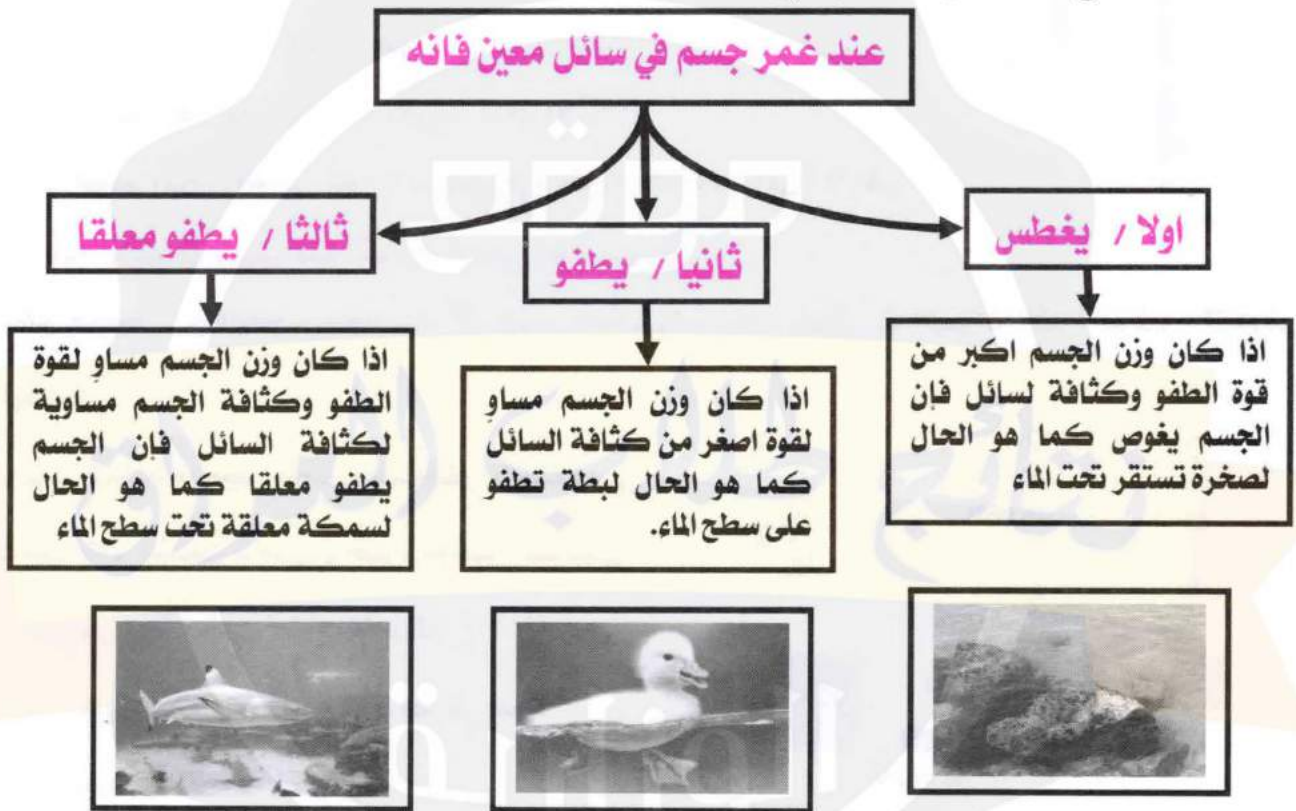 عند غمر جسم في سائل معين فانه
اولا / يغطس
ثانيا / يطفو
ثالثا / يطفو معلقا
اذا كان وزن الجسم اكبر من
قوة الطفو وكثافة لسائل فإن
الجسم يغوص كما هو الحال
لصخرة تستقر تحت الماء
اذا كان وزن الجسم مساوٍ
لقوة اصغر من كثافة السائل
كما هو الحال لبطة تطفو
على سطح الماء.
اذا كان وزن الجسم مساوٍ لقوة
الطفو وكثافة الجسم مساوية
لكثافة السائل فإن الجسم
يطفو معلقا كما هو الحال
لسمكة معلقة تحت سطح الماء
نتائج طلاب العراق